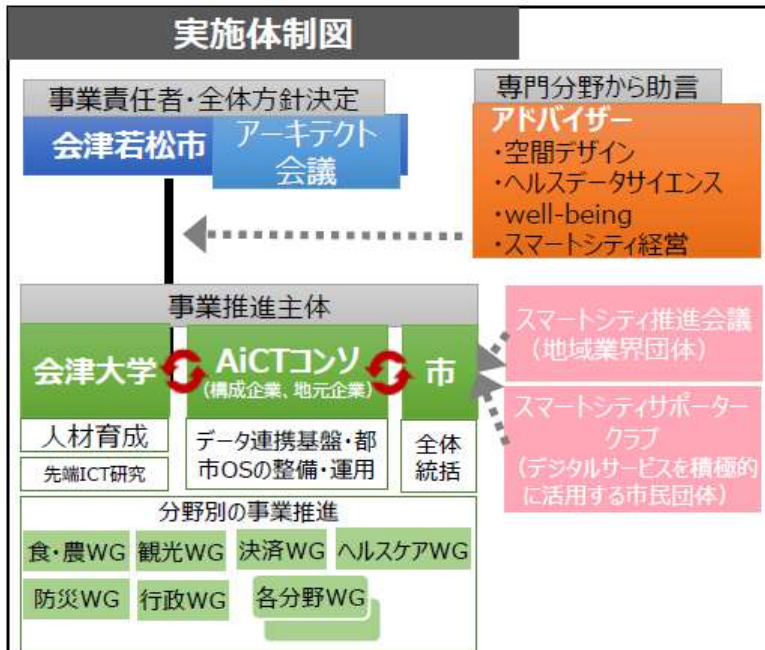 実施体制図
事業責任者・全体方針決定
会津若松市
アーキテクト
会議
専門分野から助言
アドバイザー
・空間デザイン
・ヘルスデータサイエンス
・well-being
・スマートシティ経営
事業推進主体
会津大学
AiCTコンソ
(構成企業、地元企業)
市
人材育成
先端ICT研究
データ連携基盤・都
市OSの整備・運用
全体
統括
スマートシティ推進会議
(地域業界団体)
スマートシティサポーター
クラブ
(デジタルサービスを積極的
に活用する市民団体)
分野別の事業推進
食・農WG
観光WG
決済WG
ヘルスケアWG
防災WG
行政WG
各分野WG